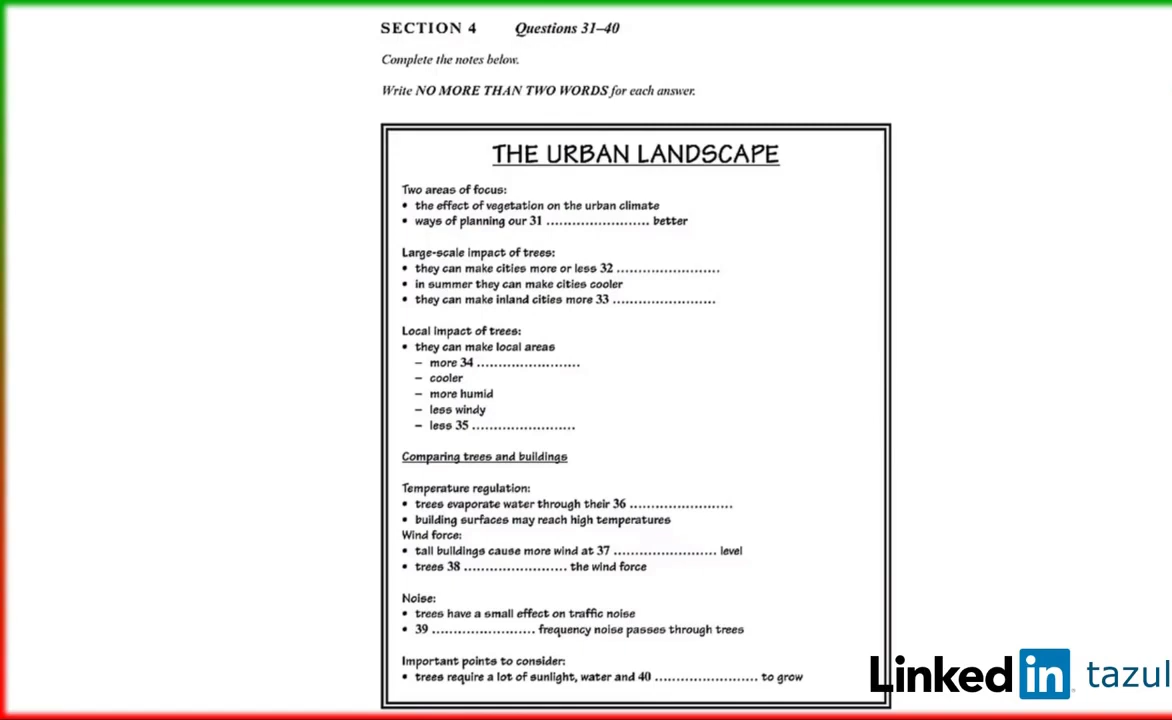 SECTION 4 Questions 31–40
Complete the notes below.
Write NO MORE THAN TWO WORDS for each answer.
THE URBAN LANDSCAPE
Two areas of focus:
• the effect of vegetation on the urban climate
• ways of planning our 31 ........................ better
Large-scale impact of trees:
• they can make cities more or less 32 ........................
• in summer they can make cities cooler
• they can make inland cities more 33 ........................
Local impact of trees:
• they can make local areas
– more 34 ........................
– cooler
– more humid
– less windy
– less 35 ........................
Comparing trees and buildings
Temperature regulation:
• trees evaporate water through their 36 ........................
• building surfaces may reach high temperatures
Wind force:
• tall buildings cause more wind at 37 ........................ level
• trees 38 ........................ the wind force
Noise:
• trees have a small effect on traffic noise
• 39 ........................ frequency noise passes through trees
Important points to consider:
• trees require a lot of sunlight, water and 40 ........................ to grow
Linked in tazul